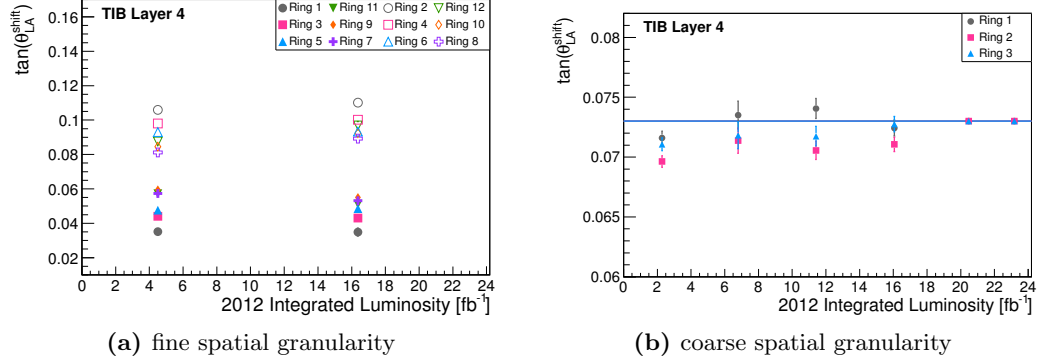 TIB Layer 4
Ring 1 Ring 11 Ring 2 Ring 12
Ring 3 Ring 9 Ring 4 Ring 10
Ring 5 Ring 7 Ring 6 Ring 8
tan(θ_LA^shift)
0.16
0.14
0.12
0.1
0.08
0.06
0.04
0.02
0 2 4 6 8 10 12 14 16 18 20 22 24
2012 Integrated Luminosity [fb⁻¹]
(a) fine spatial granularity
TIB Layer 4
Ring 1
Ring 2
Ring 3
tan(θ_LA^shift)
0.08
0.075
0.07
0.065
0.06
0 2 4 6 8 10 12 14 16 18 20 22 24
2012 Integrated Luminosity [fb⁻¹]
(b) coarse spatial granularity